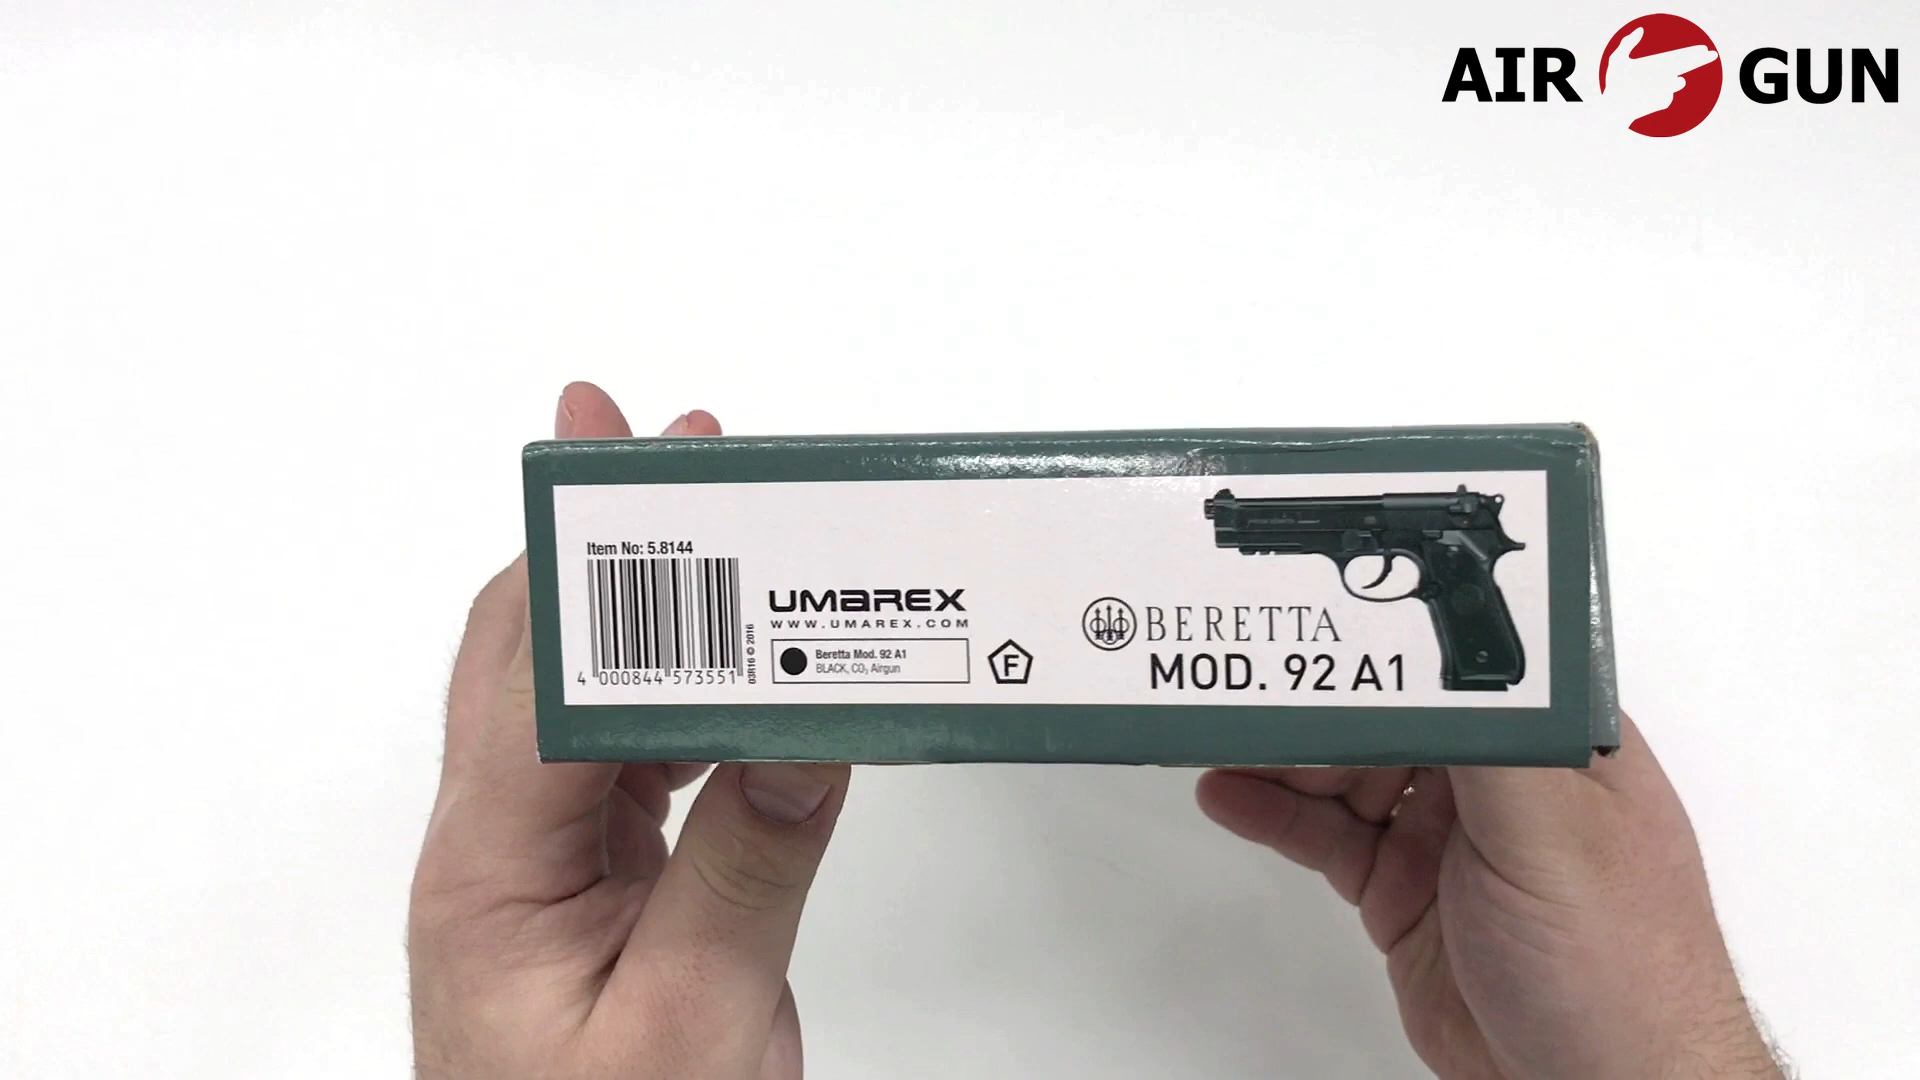 AIR GUN
Item No: 5.8144
4 000844 573551
03R16 © 2016
UMAREX
WWW.UMAREX.COM
Beretta Mod. 92 A1
BLACK, CO₂ Airgun
F
BERETTA
MOD. 92 A1